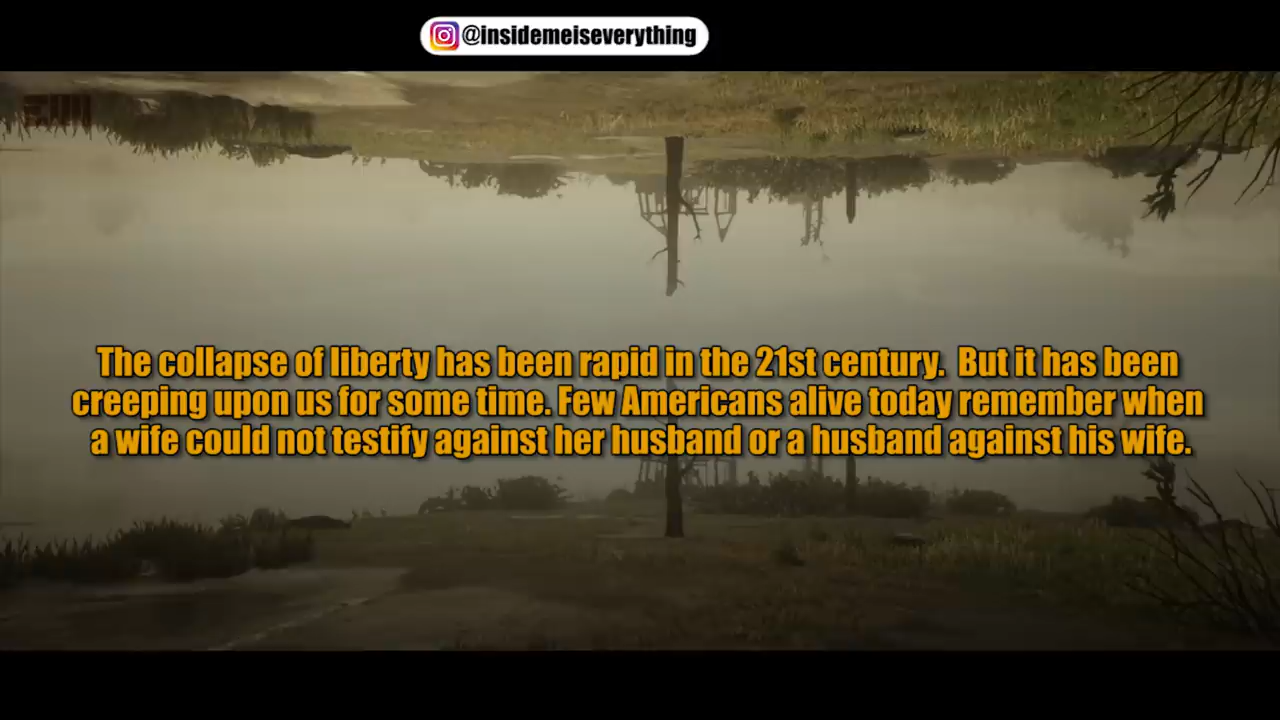 @insidemeiseverything
The collapse of liberty has been rapid in the 21st century. But it has been
creeping upon us for some time. Few Americans alive today remember when
a wife could not testify against her husband or a husband against his wife.